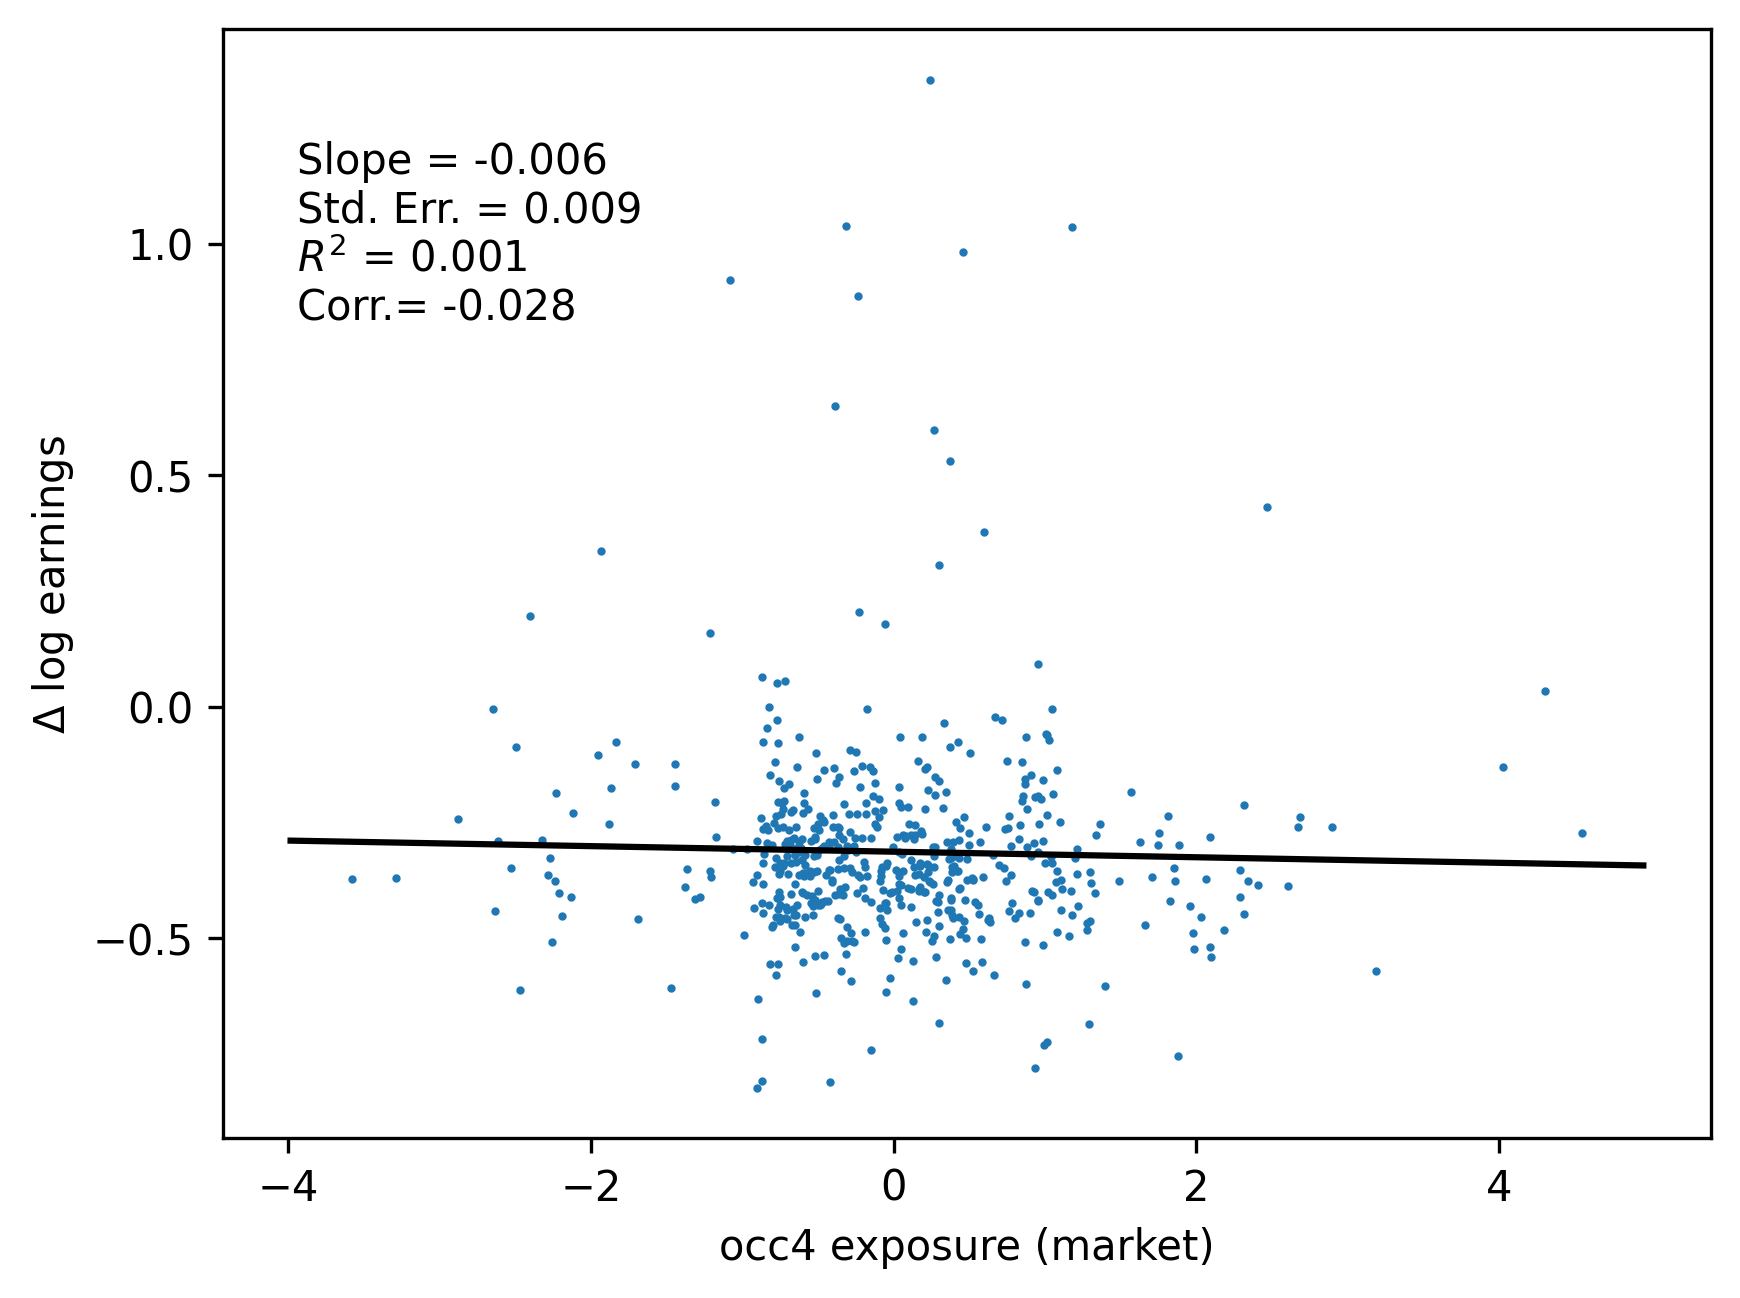 Slope = -0.006
Std. Err. = 0.009
R² = 0.001
Corr.= -0.028
1.0
0.5
0.0
−0.5
Δ log earnings
−4
−2
0
2
4
occ4 exposure (market)